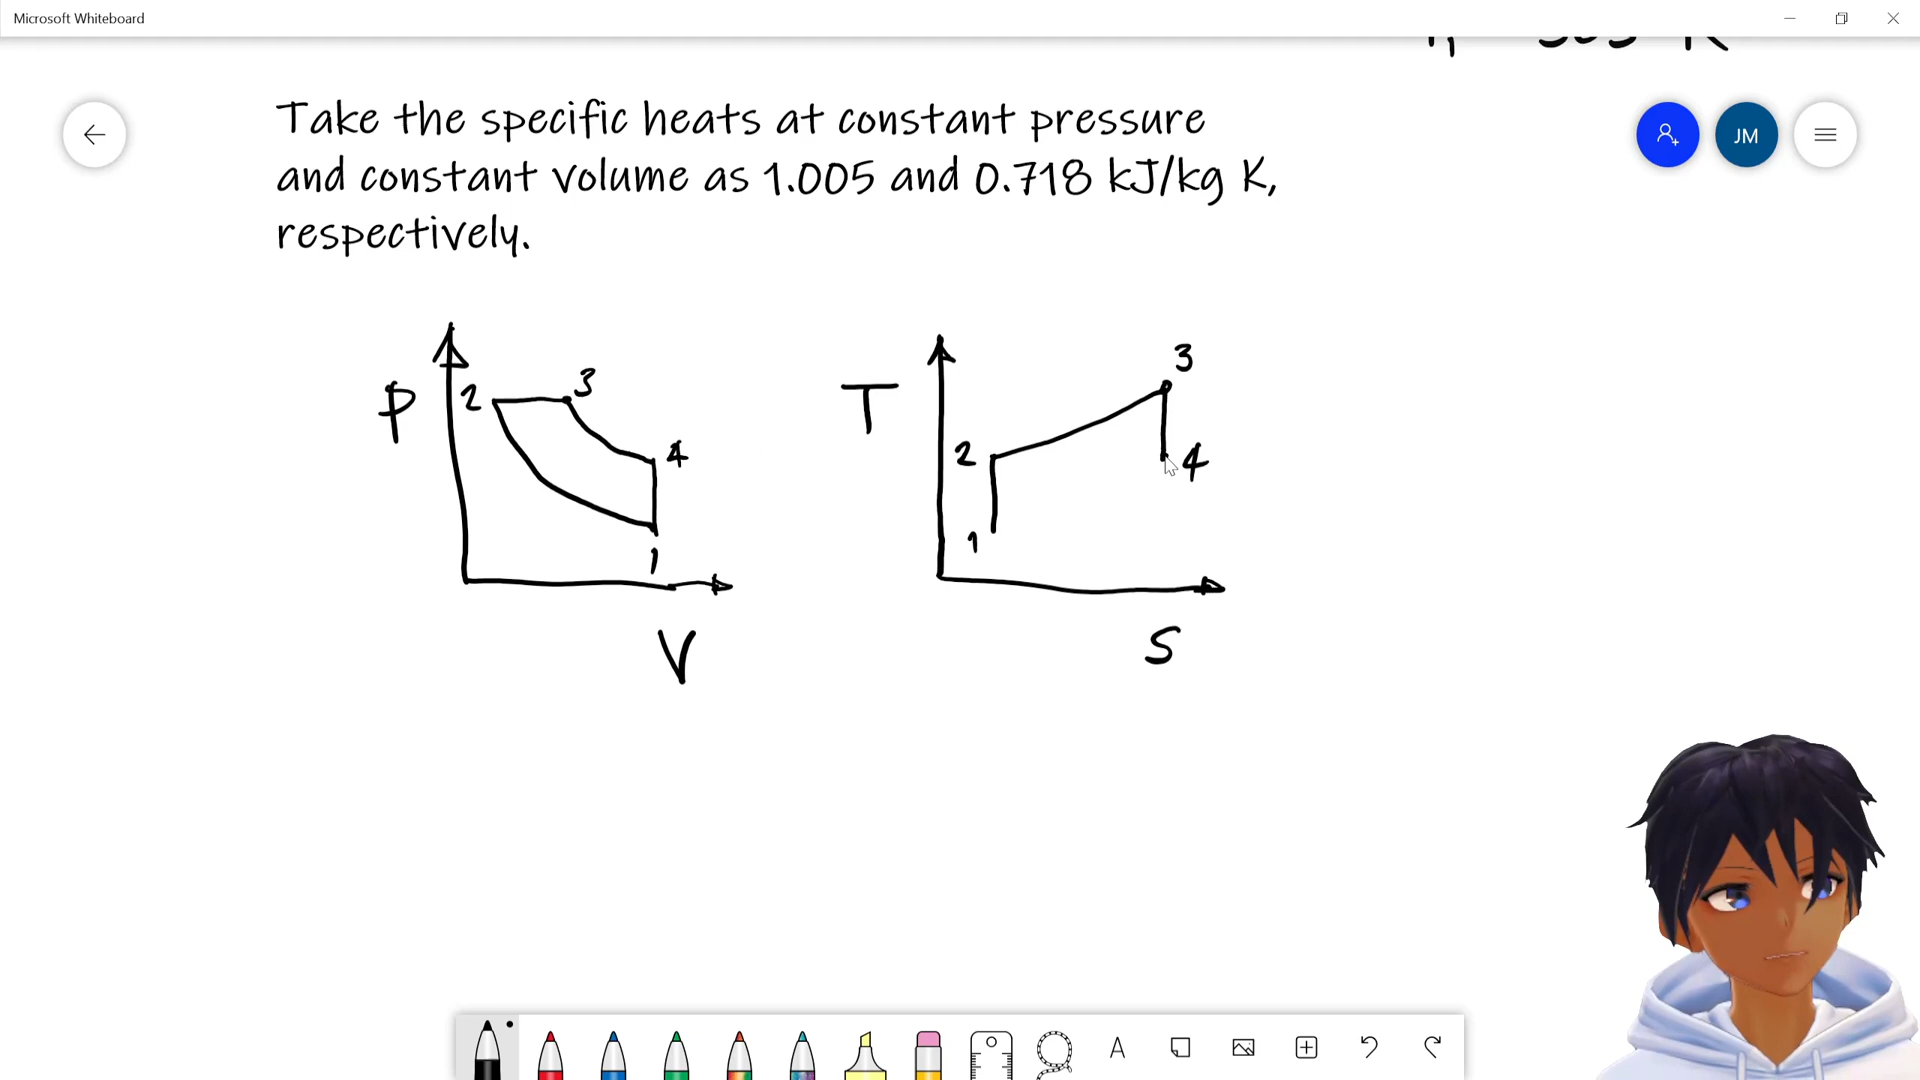 Microsoft Whiteboard
Take the specific heats at constant pressure
and constant volume as 1.005 and 0.718 kJ/kg K,
respectively.
JM
P
2
3
4
1
V
T
3
2
4
1
S
A